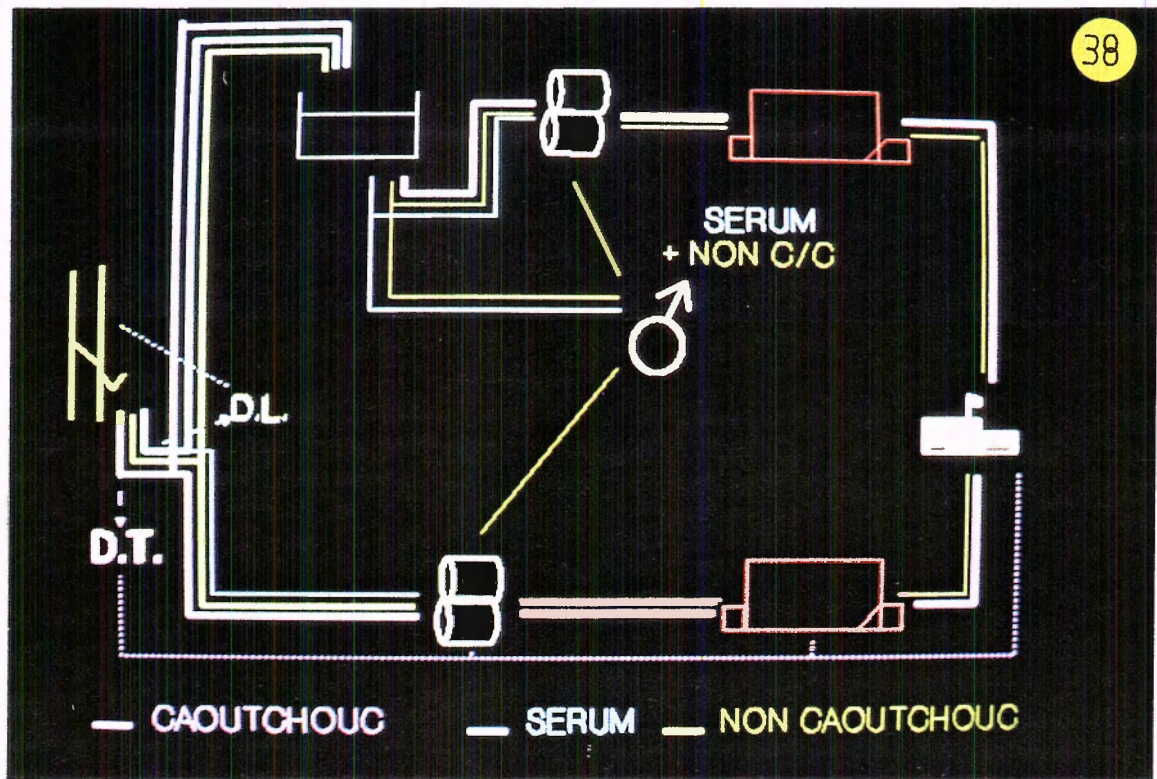 38
SERUM
+ NON C/C
D.L.
D.T.
CAOUTCHOUC
SERUM
NON CAOUTCHOUC